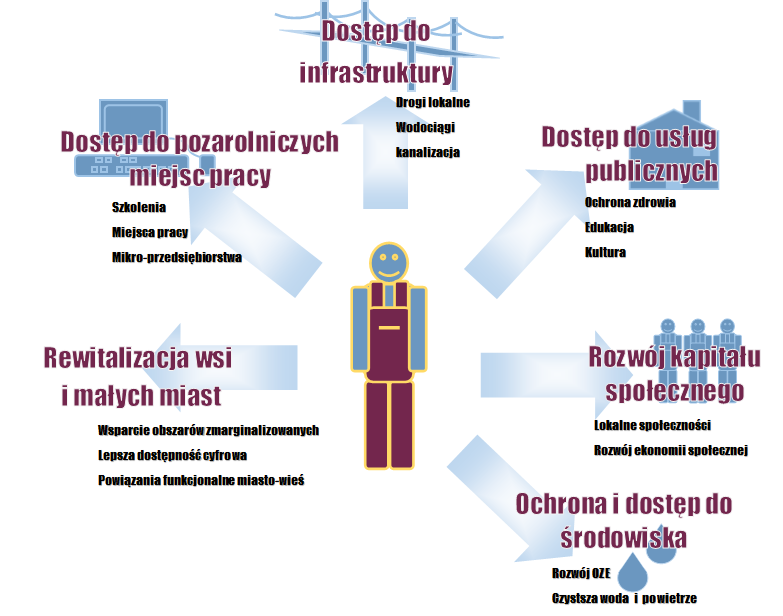 Dostęp do
infrastruktury
Drogi lokalne
Wodociągi
kanalizacja
Dostęp do pozarolniczych
miejsc pracy
Szkolenia
Miejsca pracy
Mikro-przedsiębiorstwa
Dostęp do usług
publicznych
Ochrona zdrowia
Edukacja
Kultura
Rewitalizacja wsi
i małych miast
Wsparcie obszarów zmarginalizowanych
Lepsza dostępność cyfrowa
Powiązania funkcjonalne miasto-wieś
Rozwój kapitału
społecznego
Lokalne społeczności
Rozwój ekonomii społecznej
Ochrona i dostęp do
środowiska
Rozwój OZE
Czystsza woda i powietrze